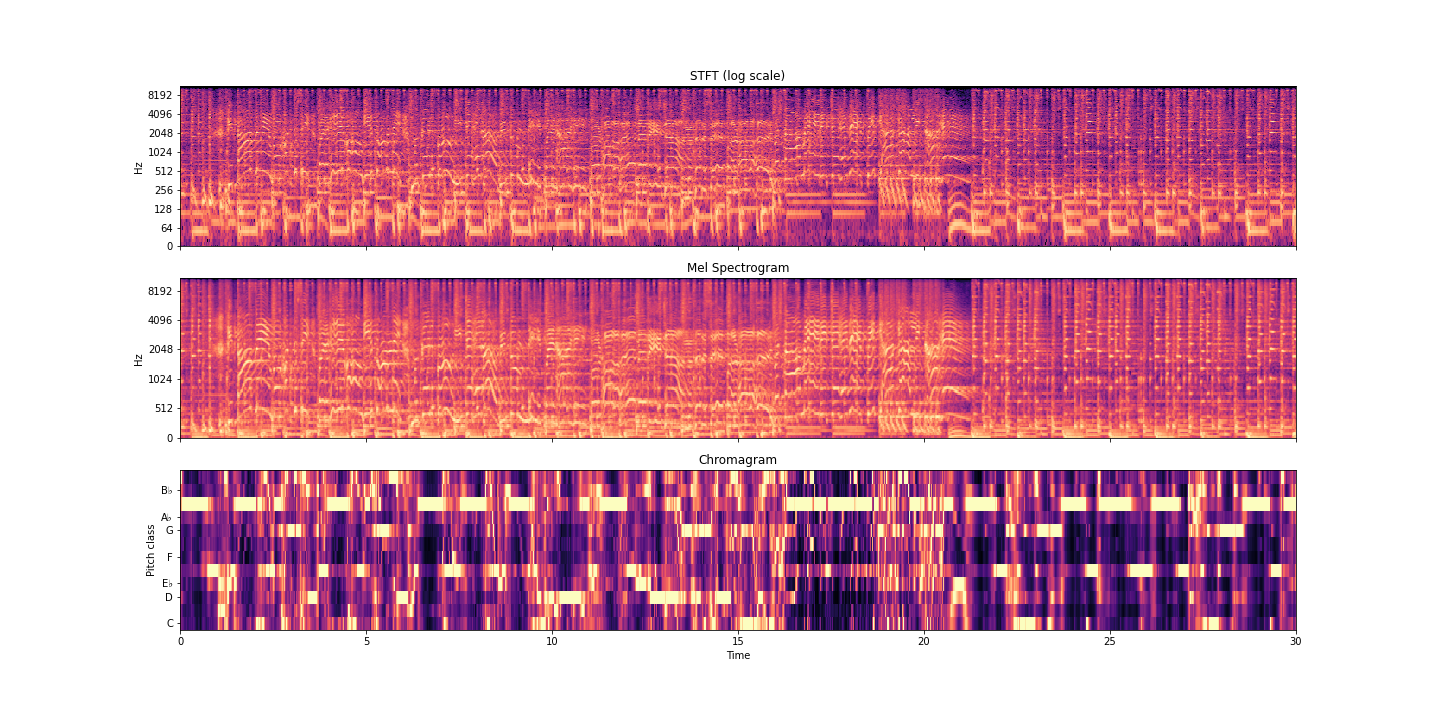 STFT (log scale)
8192
4096
2048
1024
512
256
128
64
0
Hz
Mel Spectrogram
8192
4096
2048
1024
512
0
Hz
Chromagram
B♭
A♭
G
F
E♭
D
C
Pitch class
0 5 10 15 20 25 30
Time